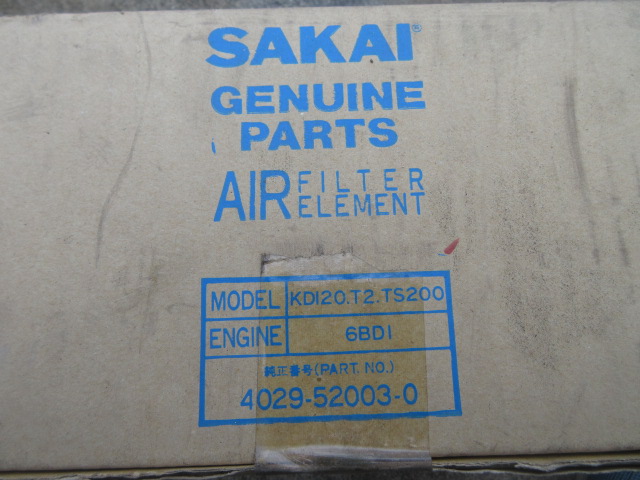 SAKAI®
GENUINE
PARTS
AIR FILTER ELEMENT
MODEL KD120.T2.TS200
ENGINE 6BD1
純正番号(PART. NO.)
4029-52003-0